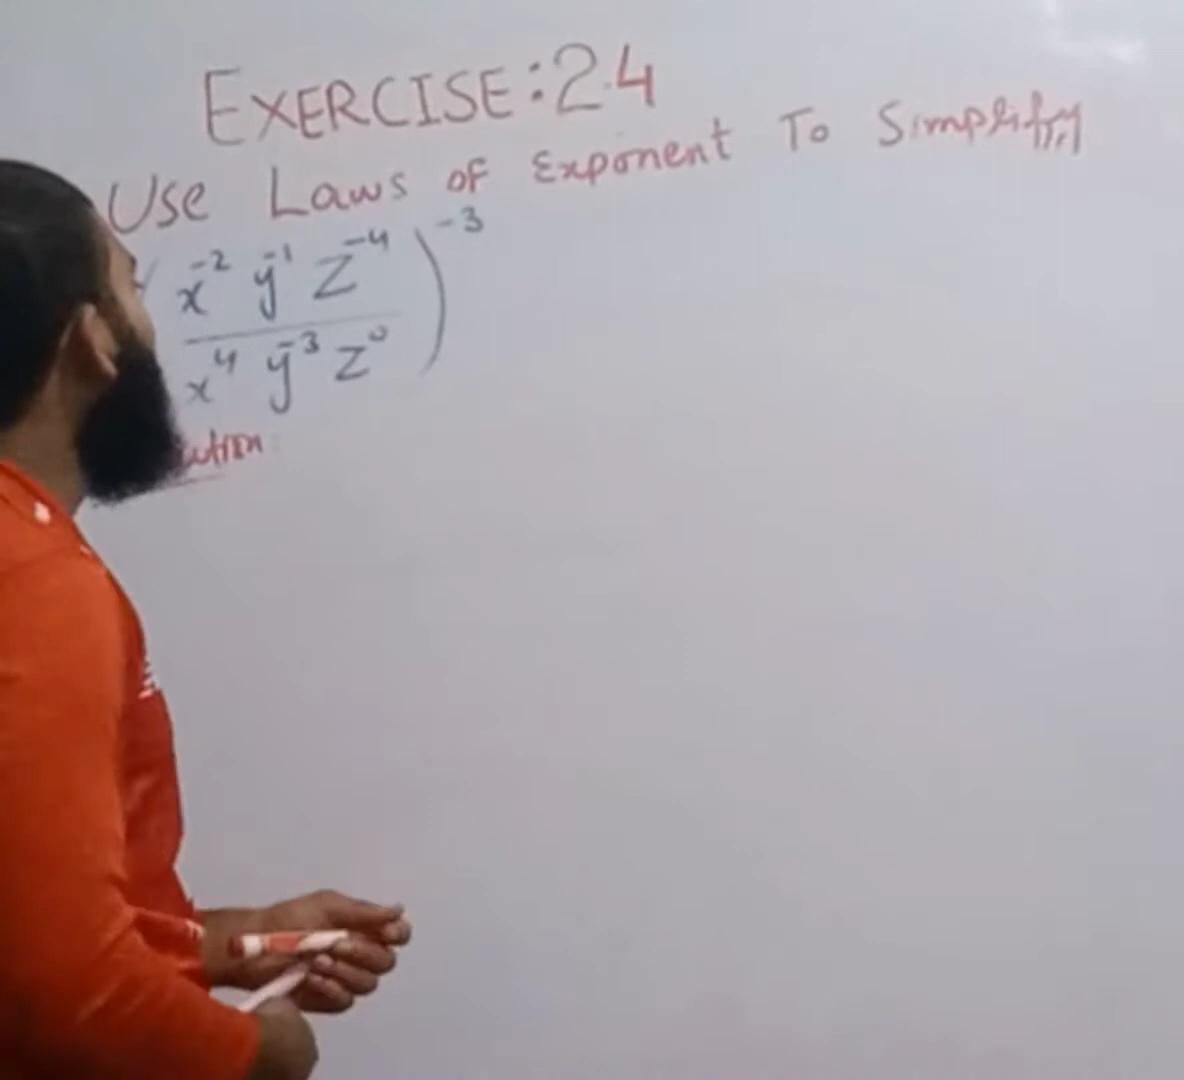 EXERCISE:2.4
Use Laws of Exponent To Simplify
( x⁻² y⁻¹ z⁻⁴ )⁻³
x⁴ y⁻³ z⁰